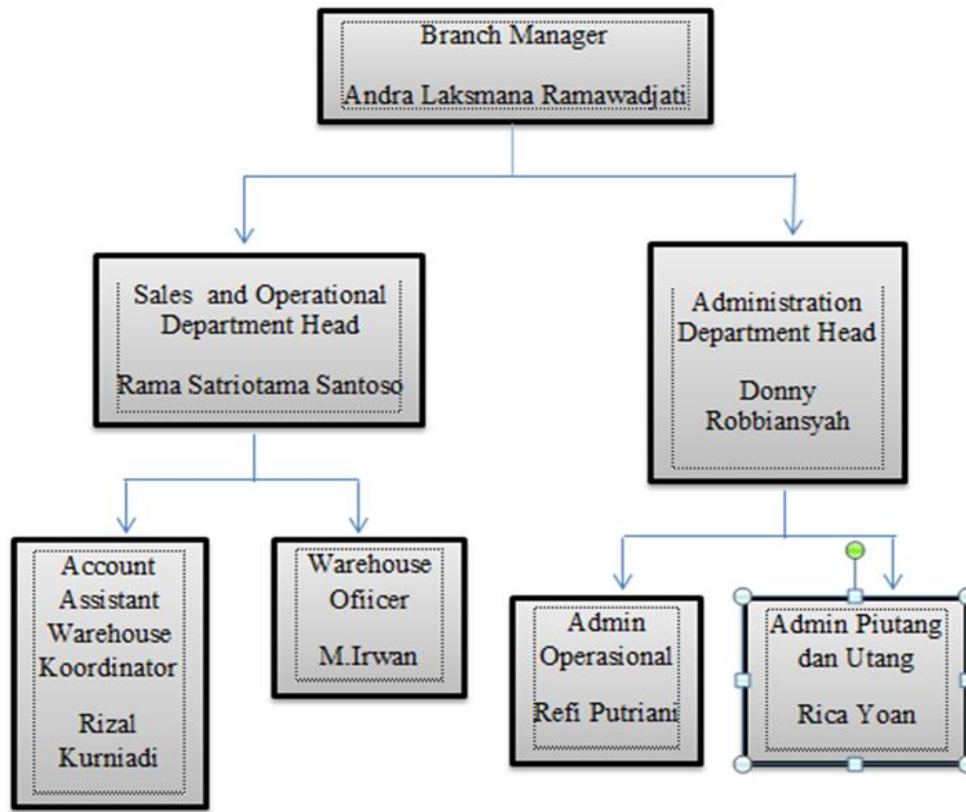 Branch Manager
Andra Laksmana Ramawadjati
Sales and Operational
Department Head
Rama Satriotama Santoso
Administration
Department Head
Donny
Robbiansyah
Account
Assistant
Warehouse
Koordinator
Rizal
Kurniadi
Warehouse
Ofiicer
M.Irwan
Admin
Operasional
Refi Putriani
Admin Piutang
dan Utang
Rica Yoan